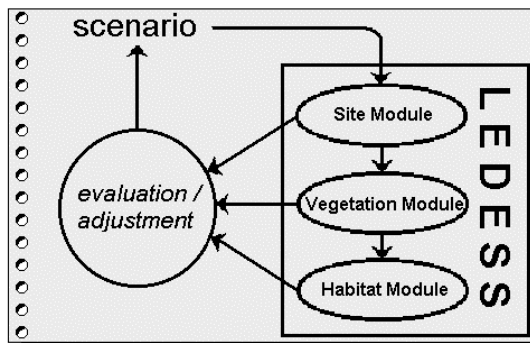 scenario
Site Module
evaluation /
adjustment
Vegetation Module
Habitat Module
LEDESS